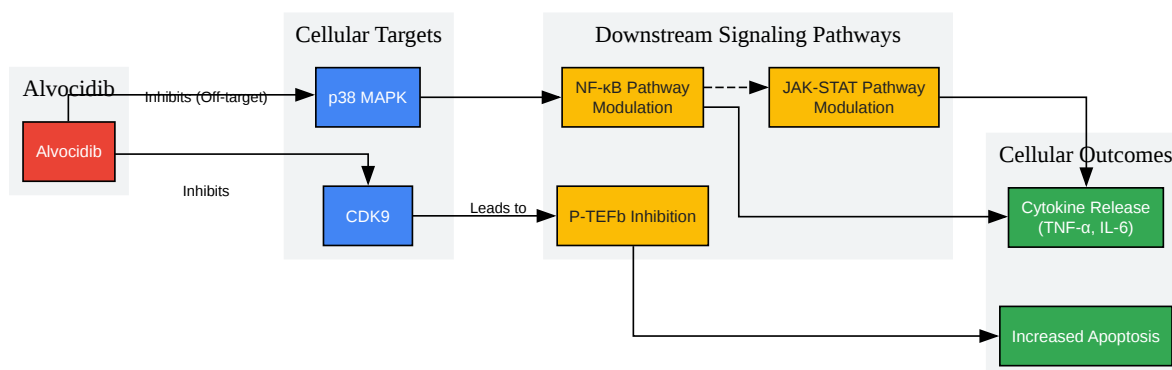 Alvocidib
Alvocidib
Inhibits (Off-target)
Inhibits
Cellular Targets
p38 MAPK
CDK9
Leads to
Downstream Signaling Pathways
NF-κB Pathway
Modulation
JAK-STAT Pathway
Modulation
P-TEFb Inhibition
Cellular Outcomes
Cytokine Release
(TNF-α, IL-6)
Increased Apoptosis